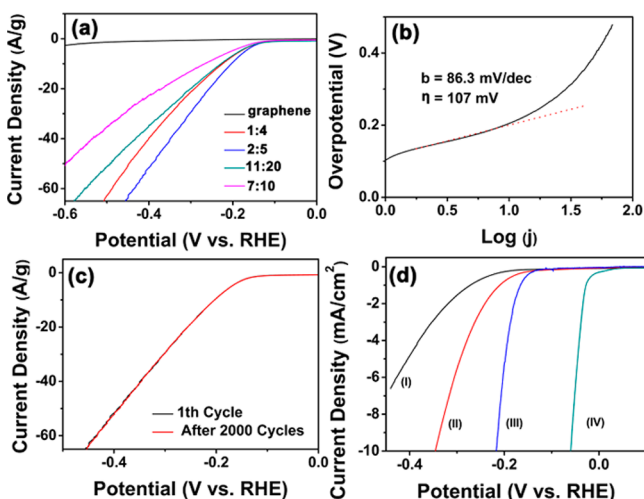 (a)
Current Density (A/g)
0
-20
-40
-60
graphene
1:4
2:5
11:20
7:10
-0.6
-0.4
-0.2
0.0
Potential (V vs. RHE)
(b)
Overpotential (V)
0.4
0.2
0.0
b = 86.3 mV/dec
η = 107 mV
0.0
0.5
1.0
1.5
2.0
Log (j)
(c)
Current Density (A/g)
0
-20
-40
-60
1th Cycle
After 2000 Cycles
-0.4
-0.2
0.0
Potential (V vs. RHE)
(d)
Current Density (mA/cm²)
0
-2
-4
-6
-8
-10
(I)
(II)
(III)
(IV)
-0.4
-0.2
0.0
Potential (V vs. RHE)